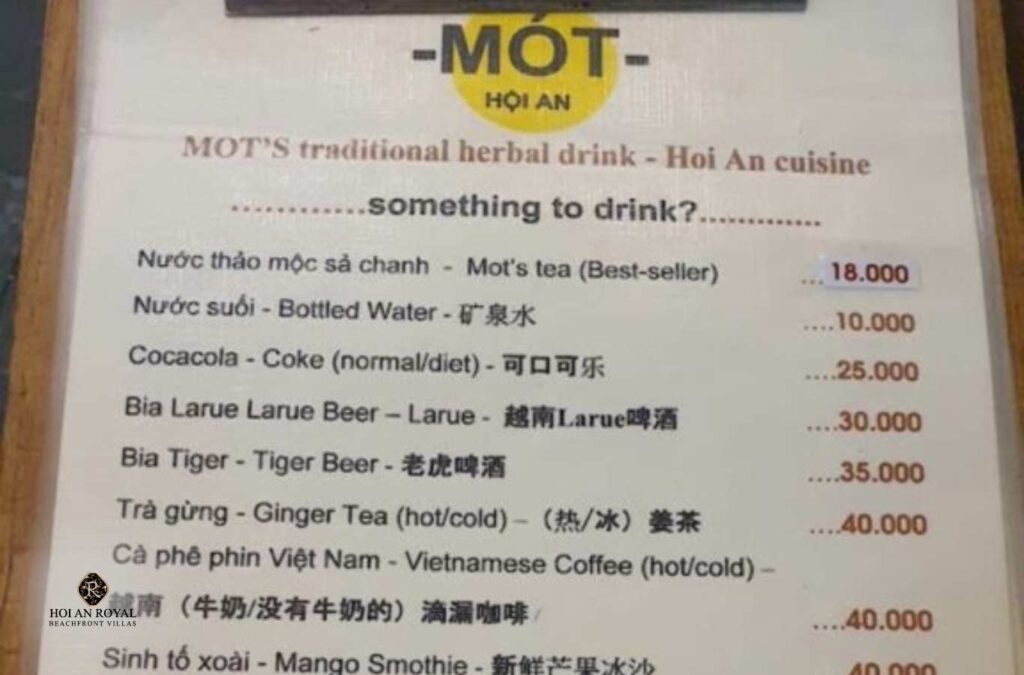 -MÓT-
HỘI AN
MOT'S traditional herbal drink - Hoi An cuisine
.............something to drink?.............
Nước thảo mộc sả chanh - Mot's tea (Best-seller) ...18.000
Nước suối - Bottled Water - 矿泉水 ....10.000
Cocacola - Coke (normal/diet) - 可口可乐 ....25.000
Bia Larue Larue Beer – Larue - 越南Larue啤酒 ....30.000
Bia Tiger - Tiger Beer - 老虎啤酒 ....35.000
Trà gừng - Ginger Tea (hot/cold) – （热/冰）姜茶 ....40.000
Cà phê phin Việt Nam - Vietnamese Coffee (hot/cold) –
越南（牛奶/没有牛奶的）滴漏咖啡 ....40.000
Sinh tố xoài - Mango Smothie - 新鲜芒果冰沙 ....40.000
HOI AN ROYAL
BEACHFRONT VILLAS